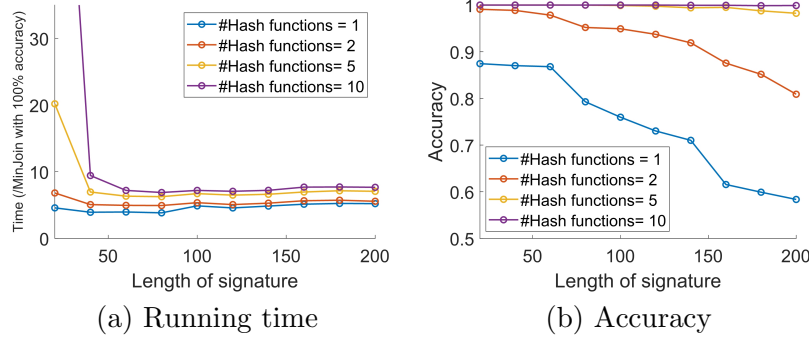 Time (/MinJoin with 100% accuracy)
30
20
10
0
#Hash functions = 1
#Hash functions = 2
#Hash functions= 5
#Hash functions= 10
50
100
150
200
Length of signature
(a) Running time
Accuracy
1
0.9
0.8
0.7
0.6
0.5
#Hash functions = 1
#Hash functions = 2
#Hash functions= 5
#Hash functions= 10
50
100
150
200
Length of signature
(b) Accuracy